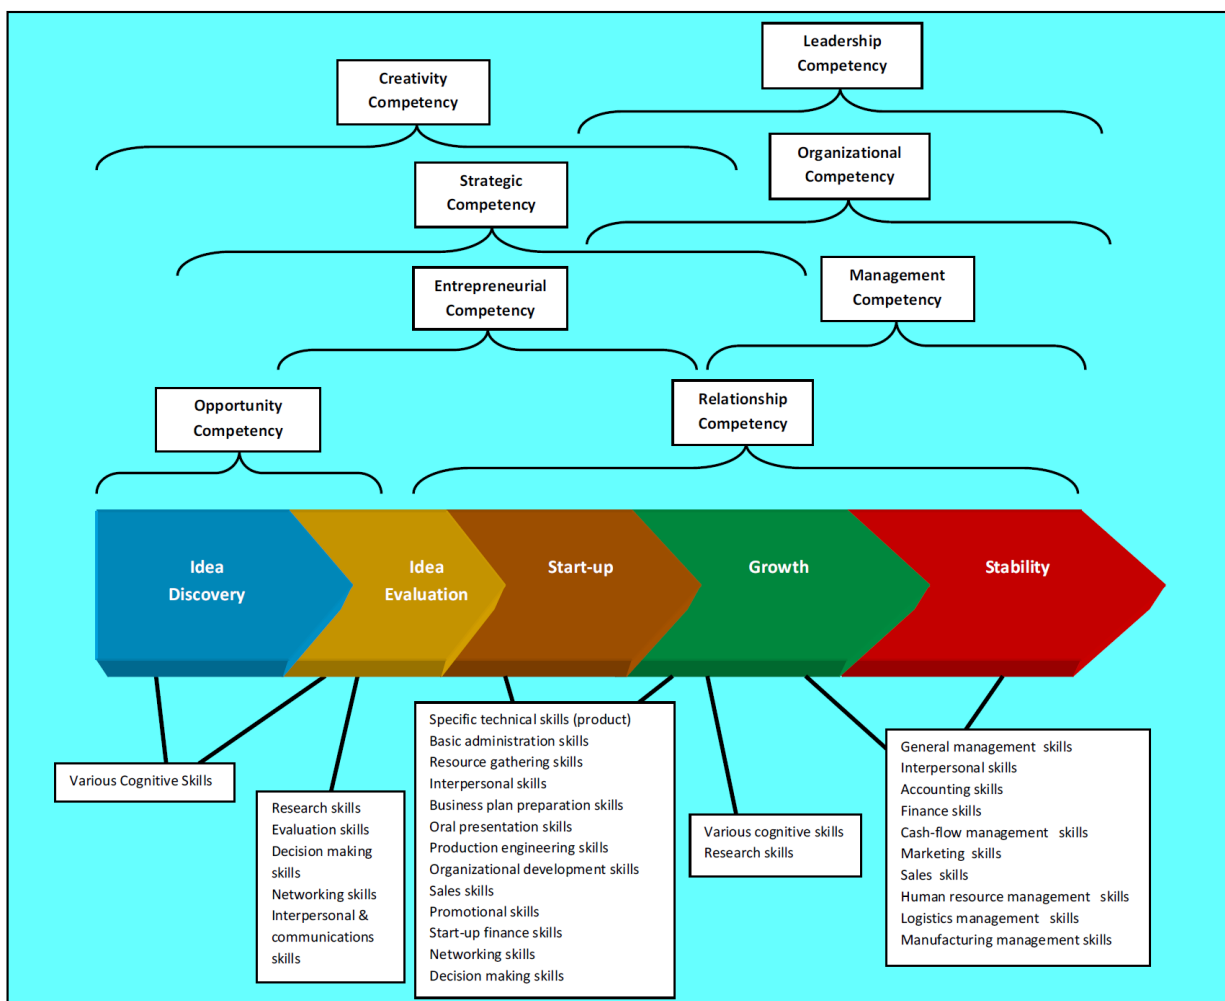 Leadership
Competency
Creativity
Competency
Organizational
Competency
Strategic
Competency
Entrepreneurial
Competency
Management
Competency
Opportunity
Competency
Relationship
Competency
Idea
Discovery
Idea
Evaluation
Start-up
Growth
Stability
Various Cognitive Skills
Research skills
Evaluation skills
Decision making
skills
Networking skills
Interpersonal &
communications
skills
Specific technical skills (product)
Basic administration skills
Resource gathering skills
Interpersonal skills
Business plan preparation skills
Oral presentation skills
Production engineering skills
Organizational development skills
Sales skills
Promotional skills
Start-up finance skills
Networking skills
Decision making skills
Various cognitive skills
Research skills
General management skills
Interpersonal skills
Accounting skills
Finance skills
Cash-flow management skills
Marketing skills
Sales skills
Human resource management skills
Logistics management skills
Manufacturing management skills